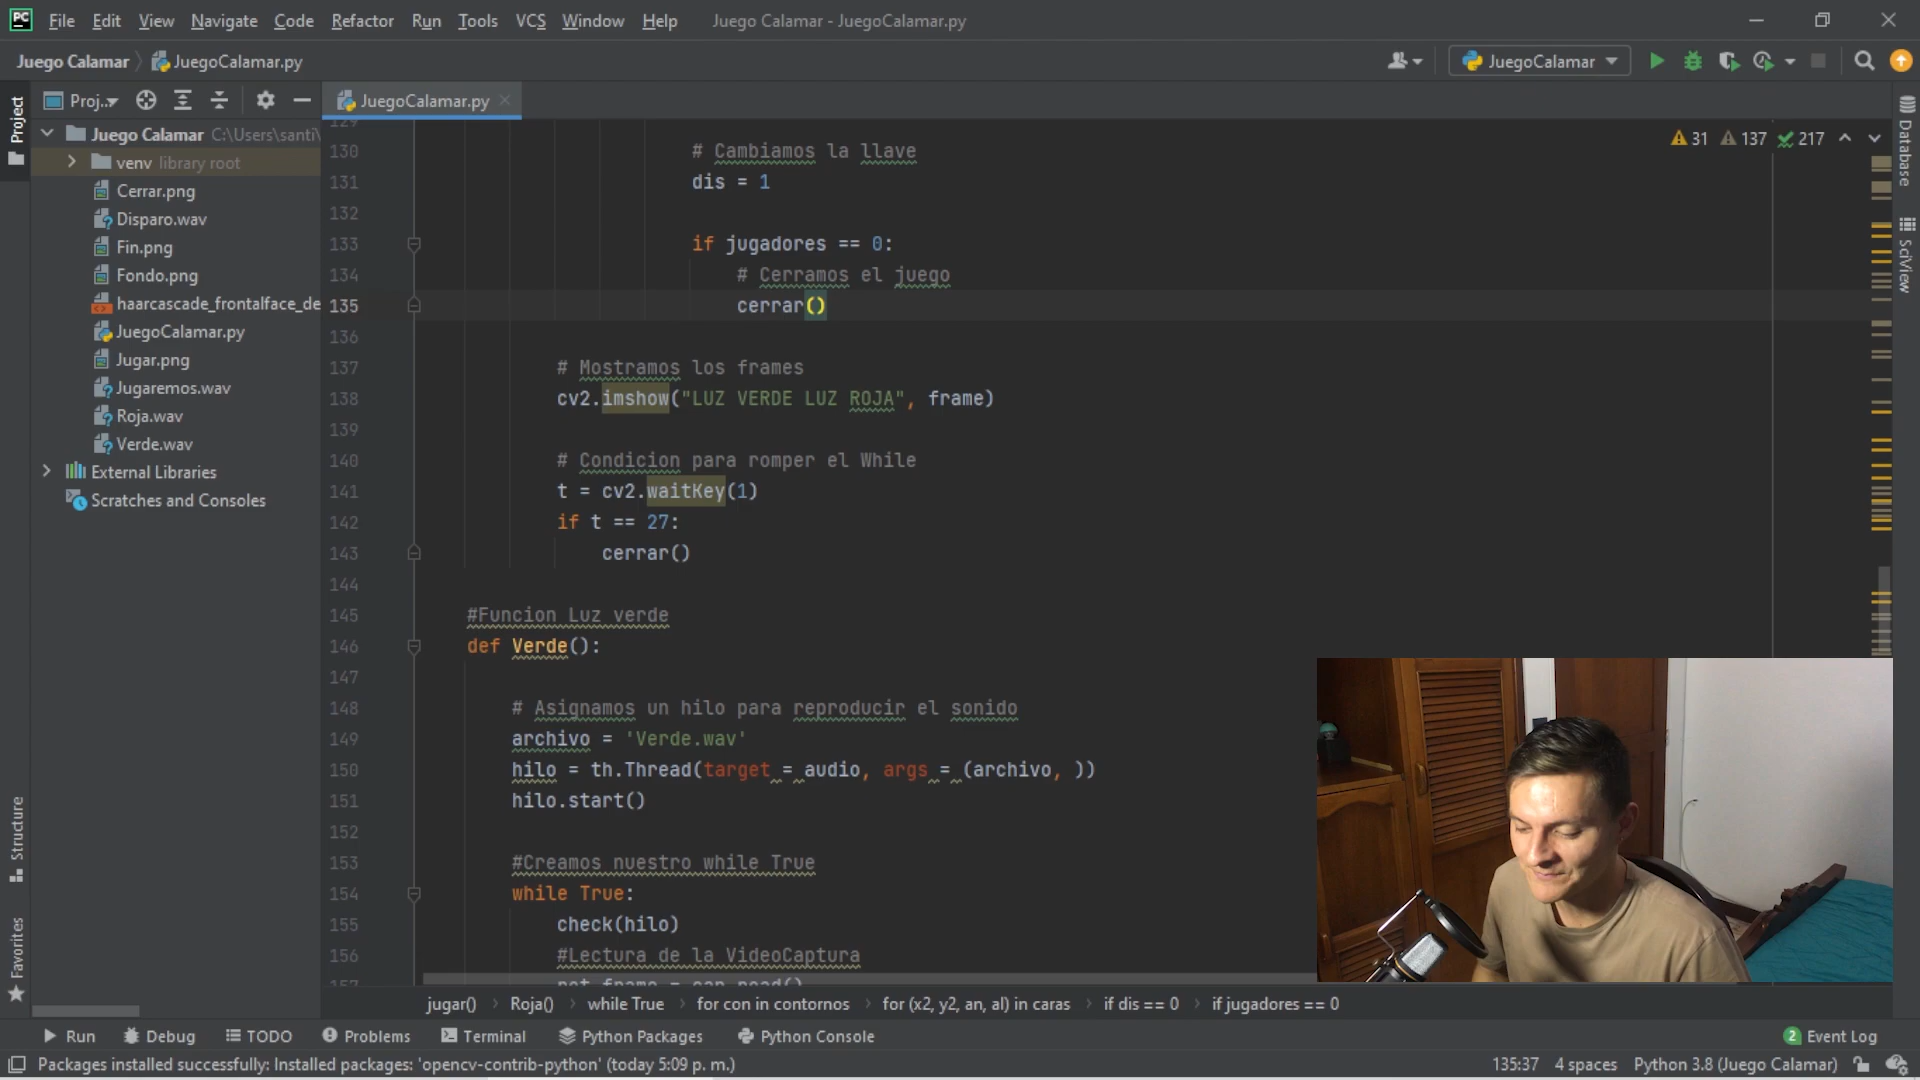 PC File Edit View Navigate Code Refactor Run Tools VCS Window Help Juego Calamar - JuegoCalamar.py
Juego Calamar JuegoCalamar.py JuegoCalamar
Proj.. JuegoCalamar.py
Project
Juego Calamar C:\Users\santi\
venv library root
Cerrar.png
Disparo.wav
Fin.png
Fondo.png
haarcascade_frontalface_de
JuegoCalamar.py
Jugar.png
Jugaremos.wav
Roja.wav
Verde.wav
External Libraries
Scratches and Consoles
Structure
Favorites
31 137 217
Database
SciView
129
130 # Cambiamos la llave
131 dis = 1
132
133 if jugadores == 0:
134 # Cerramos el juego
135 cerrar()
136
137 # Mostramos los frames
138 cv2.imshow("LUZ VERDE LUZ ROJA", frame)
139
140 # Condicion para romper el While
141 t = cv2.waitKey(1)
142 if t == 27:
143 cerrar()
144
145 #Funcion Luz verde
146 def Verde():
147
148 # Asignamos un hilo para reproducir el sonido
149 archivo = 'Verde.wav'
150 hilo = th.Thread(target = audio, args = (archivo, ))
151 hilo.start()
152
153 #Creamos nuestro while True
154 while True:
155 check(hilo)
156 #Lectura de la VideoCaptura
157 ret,frame = cap.read()
jugar() Roja() while True for con in contornos for (x2, y2, an, al) in caras if dis == 0 if jugadores == 0
Run Debug TODO Problems Terminal Python Packages Python Console 2 Event Log
Packages installed successfully: Installed packages: 'opencv-contrib-python' (today 5:09 p. m.) 135:37 4 spaces Python 3.8 (Juego Calamar)